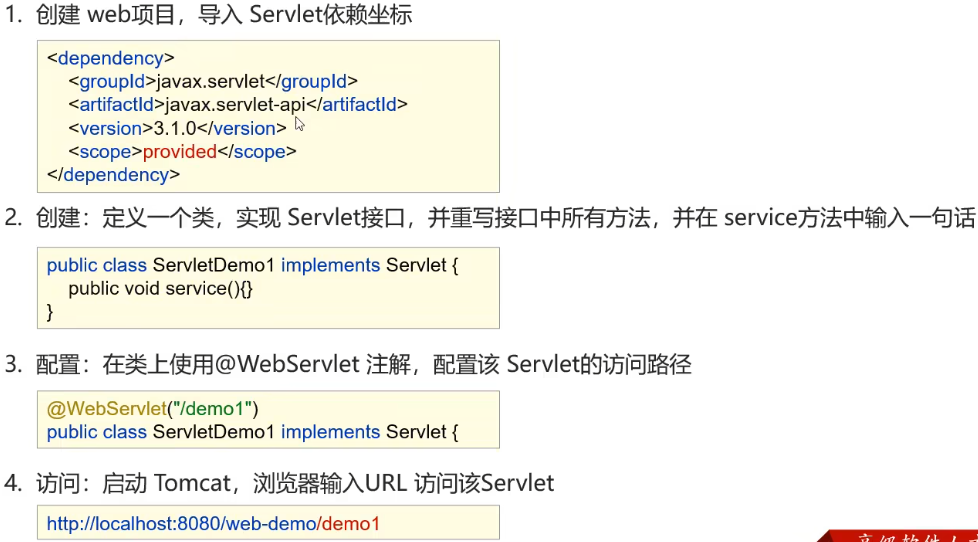 1. 创建 web项目，导入 Servlet依赖坐标
<dependency>
<groupId>javax.servlet</groupId>
<artifactId>javax.servlet-api</artifactId>
<version>3.1.0</version>
<scope>provided</scope>
</dependency>
2. 创建：定义一个类，实现 Servlet接口，并重写接口中所有方法，并在 service方法中输入一句话
public class ServletDemo1 implements Servlet {
public void service(){}
}
3. 配置：在类上使用@WebServlet 注解，配置该 Servlet的访问路径
@WebServlet("/demo1")
public class ServletDemo1 implements Servlet {
4. 访问：启动 Tomcat，浏览器输入URL 访问该Servlet
http://localhost:8080/web-demo/demo1